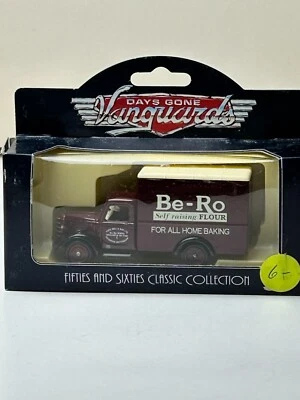 DAYS GONE
Vanguards
Be-Ro
Self raising FLOUR
FOR ALL HOME BAKING
FIFTIES AND SIXTIES CLASSIC COLLECTION
6-